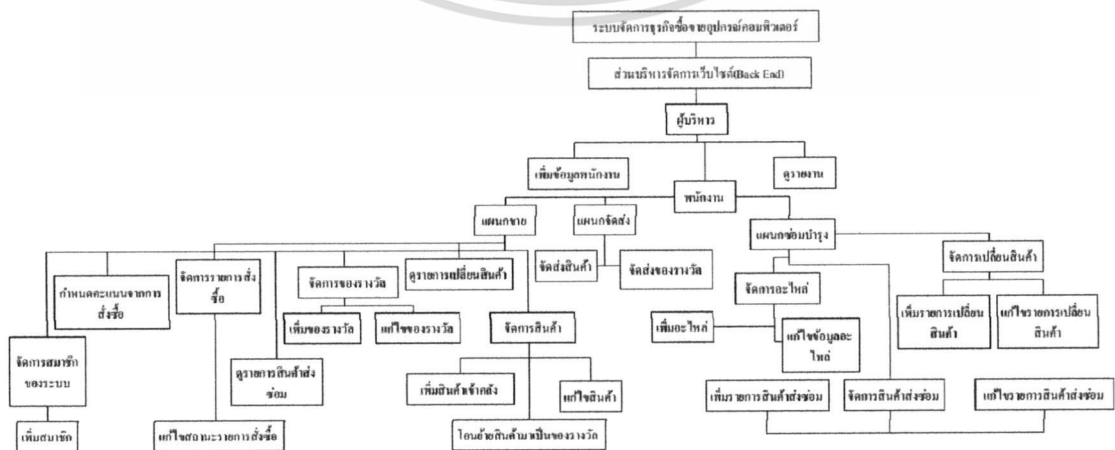 ระบบจัดการธุรกิจซื้อขายอุปกรณ์คอมพิวเตอร์
ส่วนบริหารจัดการเว็บไซต์(Back End)
ผู้บริหาร
เพิ่มข้อมูลพนักงาน
ดูรายงาน
พนักงาน
แผนกขาย
แผนกจัดส่ง
แผนกซ่อมบำรุง
กำหนดคะแนนจากการ
สั่งซื้อ
จัดการรายการสั่ง
ซื้อ
จัดการของรางวัล
ดูรายการเปลี่ยนสินค้า
จัดส่งสินค้า
จัดส่งของรางวัล
จัดการอะไหล่
จัดการเปลี่ยนสินค้า
เพิ่มของรางวัล
แก้ไขของรางวัล
จัดการสินค้า
เพิ่มอะไหล่
แก้ไขข้อมูลอะ
ไหล่
เพิ่มรายการเปลี่ยน
สินค้า
แก้ไขรายการเปลี่ยน
สินค้า
จัดการสมาชิก
ของระบบ
ดูรายการสินค้าส่ง
ซ่อม
เพิ่มสินค้าเข้าคลัง
แก้ไขสินค้า
เพิ่มรายการสินค้าส่งซ่อม
จัดการสินค้าส่งซ่อม
แก้ไขรายการสินค้าส่งซ่อม
เพิ่มสมาชิก
แก้ไขสถานะรายการสั่งซื้อ
โอนย้ายสินค้ามาเป็นของรางวัล